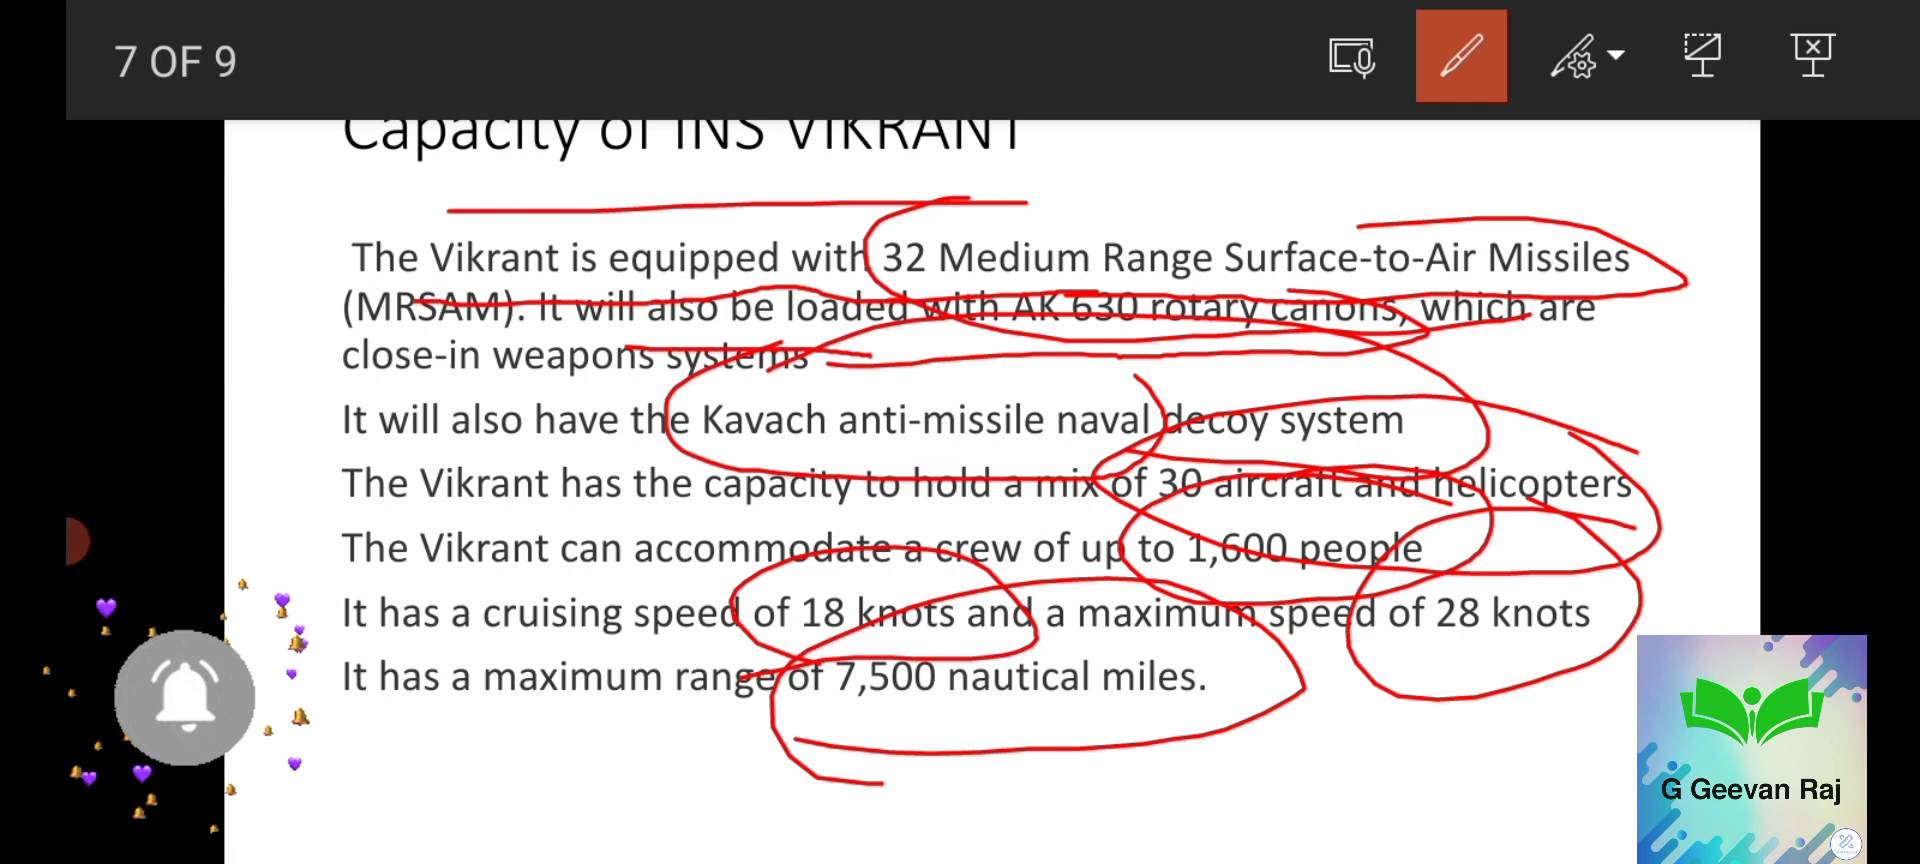 7 OF 9
Capacity of INS VIKRANT
The Vikrant is equipped with 32 Medium Range Surface-to-Air Missiles
(MRSAM). It will also be loaded with AK 630 rotary canons, which are
close-in weapons systems
It will also have the Kavach anti-missile naval decoy system
The Vikrant has the capacity to hold a mix of 30 aircraft and helicopters
The Vikrant can accommodate a crew of up to 1,600 people
It has a cruising speed of 18 knots and a maximum speed of 28 knots
It has a maximum range of 7,500 nautical miles.
G Geevan Raj